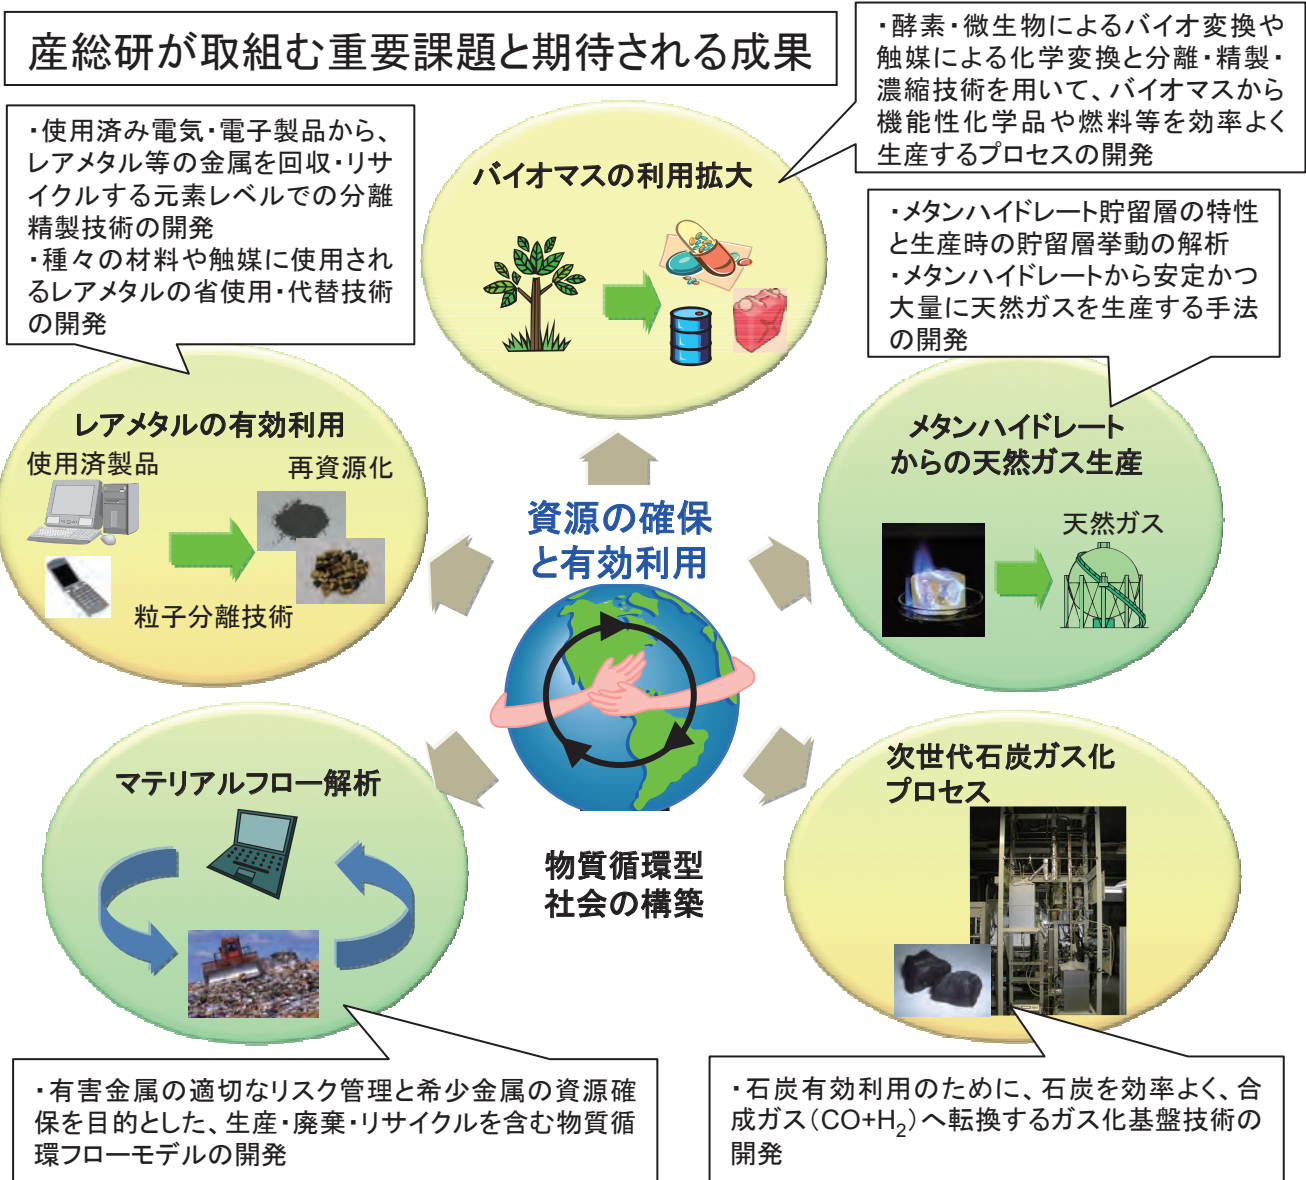 産総研が取組む重要課題と期待される成果
・酵素・微生物によるバイオ変換や
触媒による化学変換と分離・精製・
濃縮技術を用いて、バイオマスから
機能性化学品や燃料等を効率よく
生産するプロセスの開発
・使用済み電気・電子製品から、
レアメタル等の金属を回収・リサ
イクルする元素レベルでの分離
精製技術の開発
・種々の材料や触媒に使用され
るレアメタルの省使用・代替技術
の開発
バイオマスの利用拡大
・メタンハイドレート貯留層の特性
と生産時の貯留層挙動の解析
・メタンハイドレートから安定かつ
大量に天然ガスを生産する手法
の開発
レアメタルの有効利用
使用済製品
再資源化
粒子分離技術
メタンハイドレート
からの天然ガス生産
天然ガス
資源の確保
と有効利用
マテリアルフロー解析
物質循環型
社会の構築
次世代石炭ガス化
プロセス
・有害金属の適切なリスク管理と希少金属の資源確
保を目的とした、生産・廃棄・リサイクルを含む物質循
環フローモデルの開発
・石炭有効利用のために、石炭を効率よく、合
成ガス（CO+H₂）へ転換するガス化基盤技術の
開発